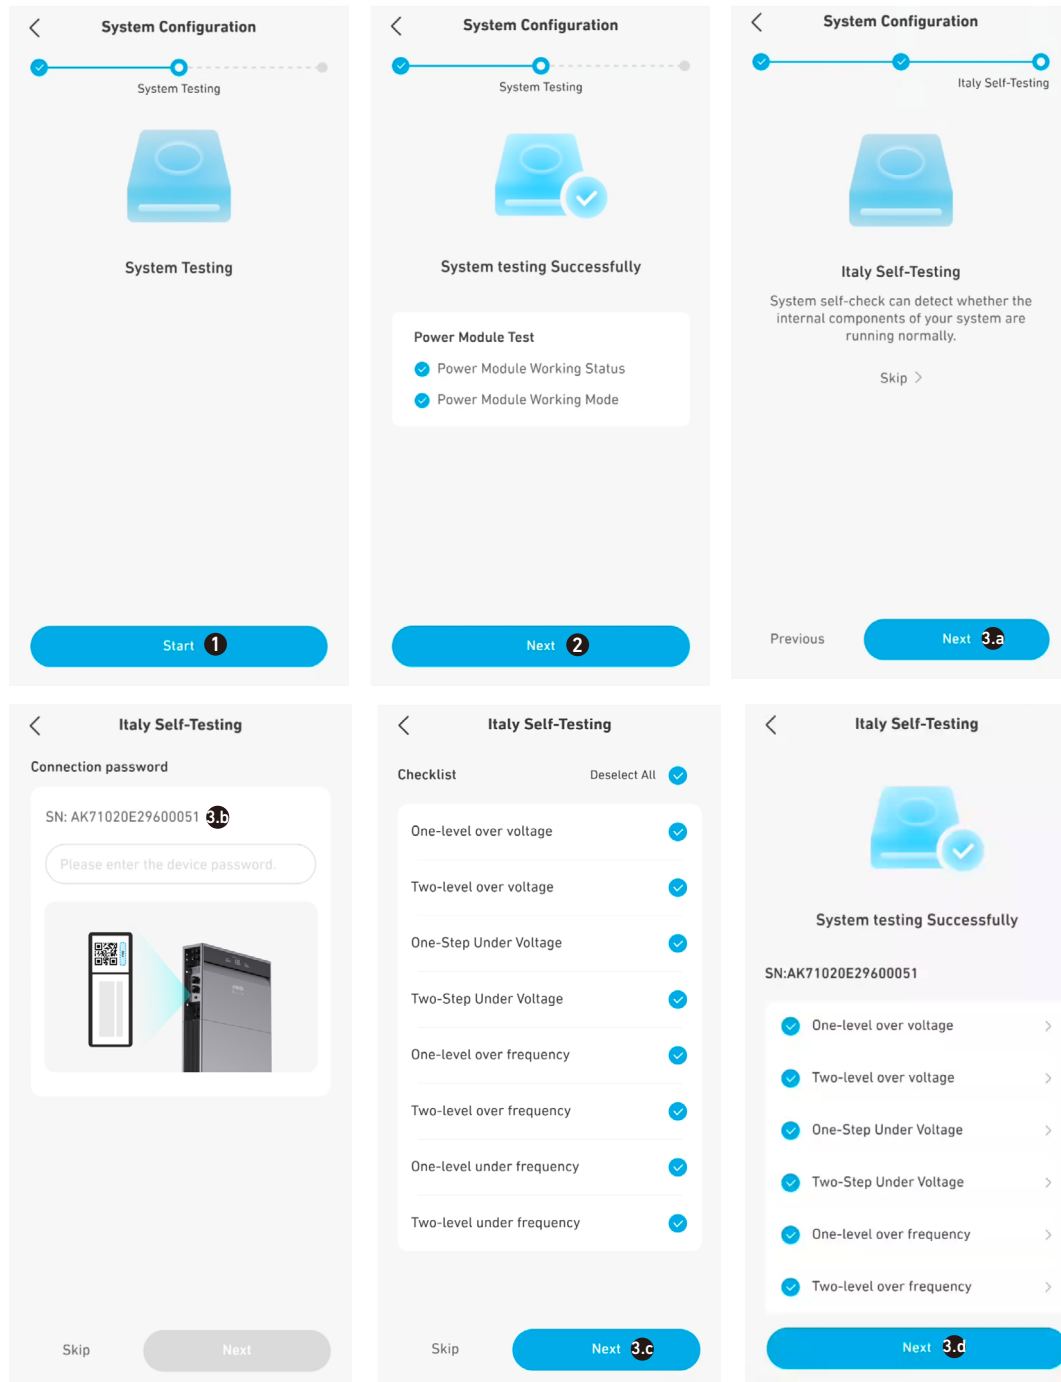 System Configuration
System Testing
System Testing
Start 1
System Configuration
System Testing
System testing Successfully
Power Module Test
Power Module Working Status
Power Module Working Mode
Next 2
System Configuration
Italy Self-Testing
Italy Self-Testing
System self-check can detect whether the
internal components of your system are
running normally.
Skip >
Previous
Next 3.a
Italy Self-Testing
Connection password
SN: AK71020E29600051 3.b
Please enter the device password.
Skip
Next
Italy Self-Testing
Checklist
Deselect All
One-level over voltage
Two-level over voltage
One-Step Under Voltage
Two-Step Under Voltage
One-level over frequency
Two-level over frequency
One-level under frequency
Two-level under frequency
Skip
Next 3.c
Italy Self-Testing
System testing Successfully
SN:AK71020E29600051
One-level over voltage
Two-level over voltage
One-Step Under Voltage
Two-Step Under Voltage
One-level over frequency
Two-level over frequency
Next 3.d